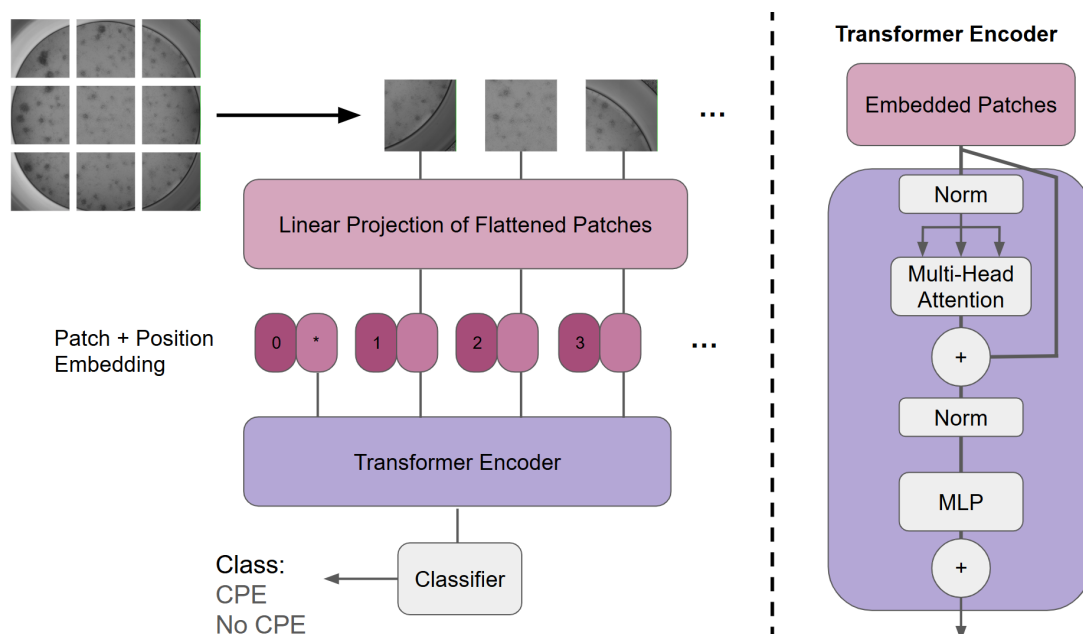 ...
Linear Projection of Flattened Patches
Patch + Position
Embedding
0 * 1 2 3 ...
Transformer Encoder
Classifier
Class:
CPE
No CPE
Transformer Encoder
Embedded Patches
Norm
Multi-Head
Attention
+
Norm
MLP
+